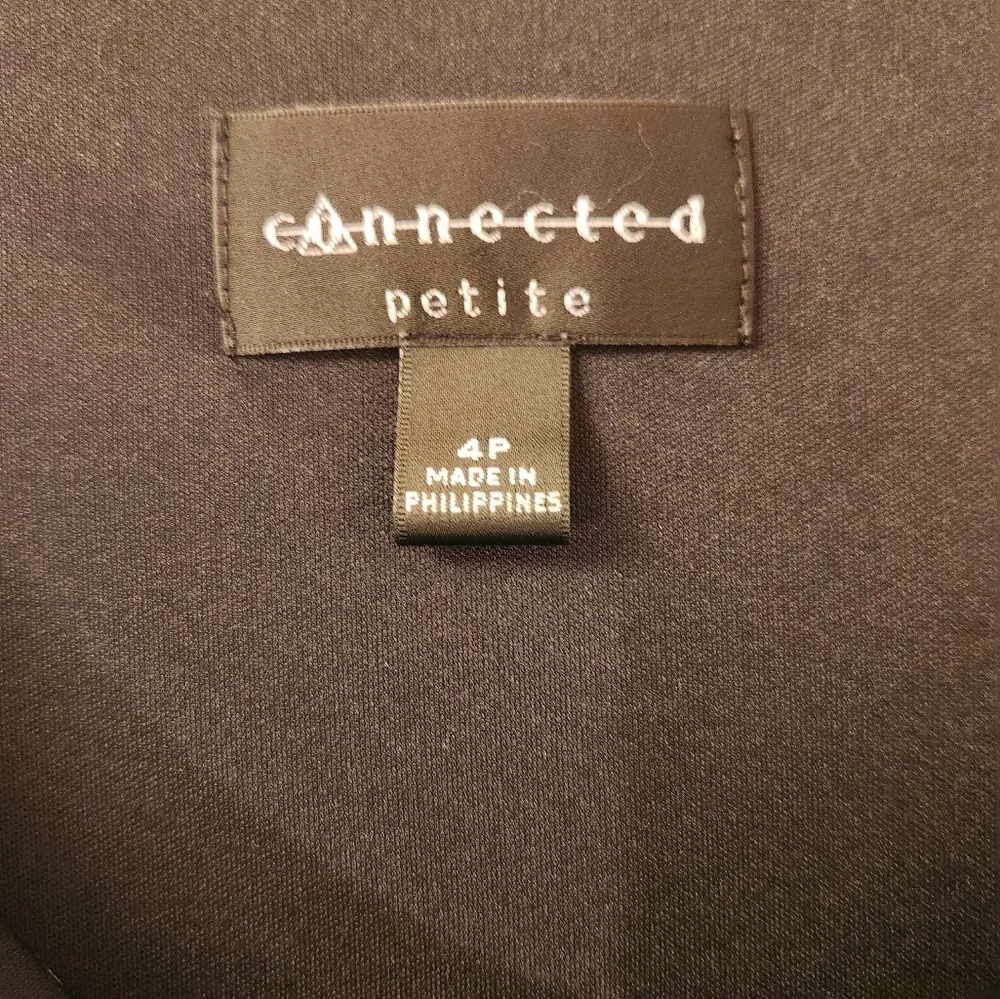 connected
petite
4P
MADE IN
PHILIPPINES